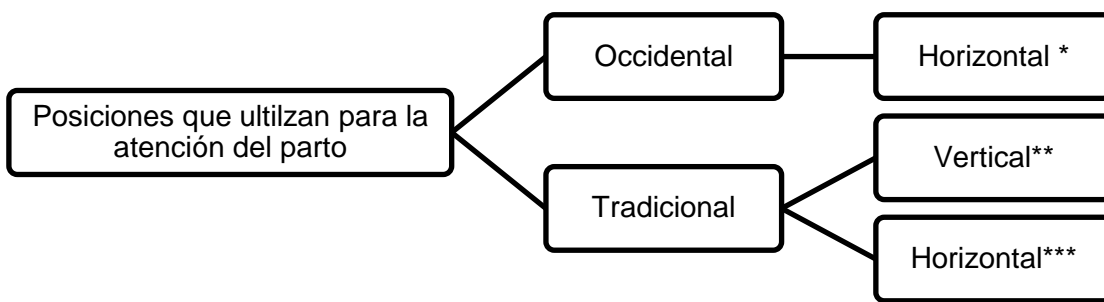 Posiciones que ultilzan para la
atención del parto
Occidental
Horizontal *
Tradicional
Vertical**
Horizontal***